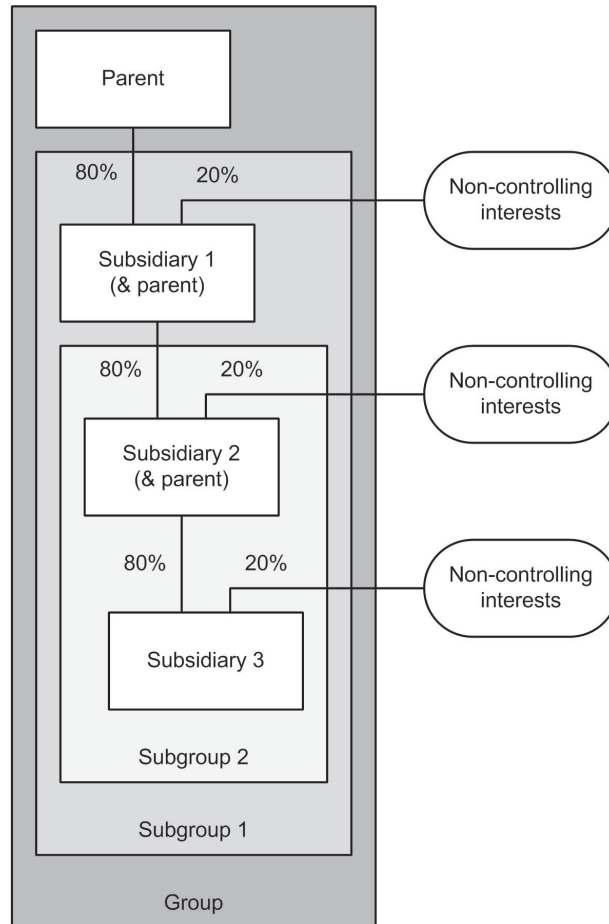 Parent
80%
20%
Non-controlling
interests
Subsidiary 1
(& parent)
80%
20%
Non-controlling
interests
Subsidiary 2
(& parent)
80%
20%
Non-controlling
interests
Subsidiary 3
Subgroup 2
Subgroup 1
Group